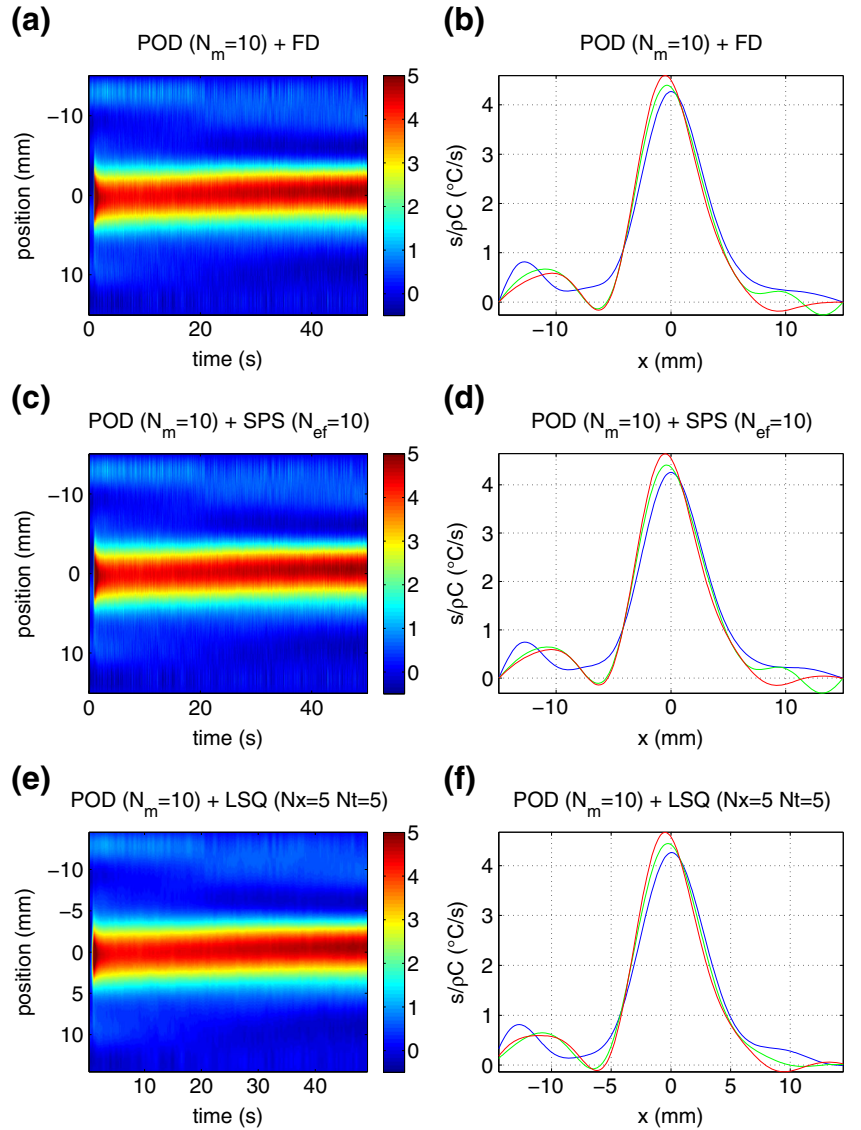 (a)
POD (N_m=10) + FD
position (mm)
−10
0
10
0
20
40
time (s)
5
4
3
2
1
0
(b)
POD (N_m=10) + FD
s/ρC (°C/s)
4
3
2
1
0
−10
0
10
x (mm)
(c)
POD (N_m=10) + SPS (N_ef=10)
position (mm)
−10
0
10
0
20
40
time (s)
5
4
3
2
1
0
(d)
POD (N_m=10) + SPS (N_ef=10)
s/ρC (°C/s)
4
3
2
1
0
−10
0
10
x (mm)
(e)
POD (N_m=10) + LSQ (Nx=5 Nt=5)
position (mm)
−10
−5
0
5
10
10
20
30
40
time (s)
5
4
3
2
1
0
(f)
POD (N_m=10) + LSQ (Nx=5 Nt=5)
s/ρC (°C/s)
4
3
2
1
0
−10
−5
0
5
10
x (mm)